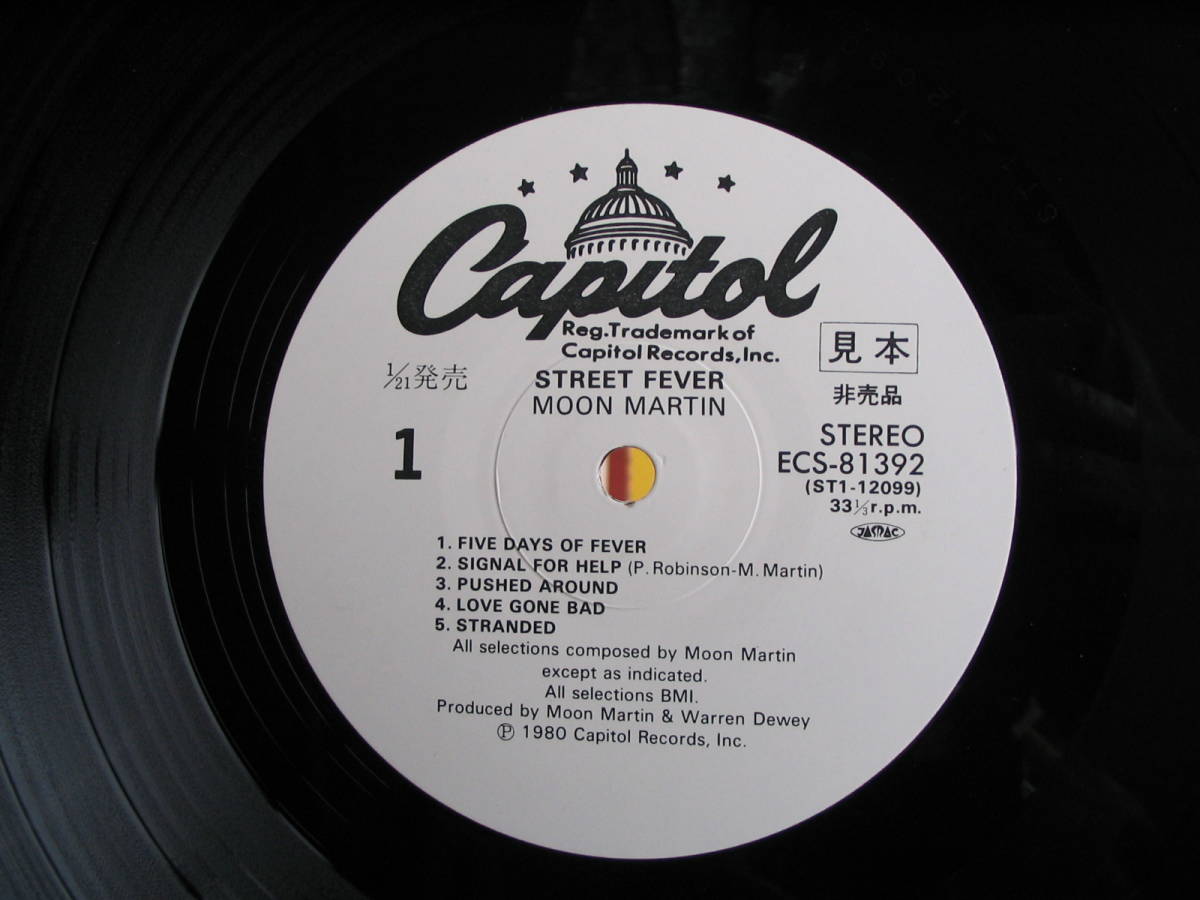 Capitol
Reg.Trademark of
Capitol Records,Inc.
見本
1/21発売
STREET FEVER
非売品
MOON MARTIN
1
STEREO
ECS-81392
(ST1-12099)
33 1/3 r.p.m.
JASRAC
1. FIVE DAYS OF FEVER
2. SIGNAL FOR HELP (P. Robinson-M. Martin)
3. PUSHED AROUND
4. LOVE GONE BAD
5. STRANDED
All selections composed by Moon Martin
except as indicated.
All selections BMI.
Produced by Moon Martin & Warren Dewey
Ⓟ 1980 Capitol Records, Inc.